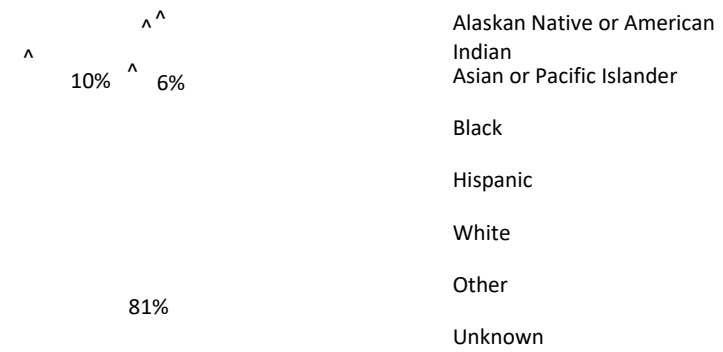 ^ ^
^
10% ^ 6%
81%
Alaskan Native or American
Indian
Asian or Pacific Islander
Black
Hispanic
White
Other
Unknown